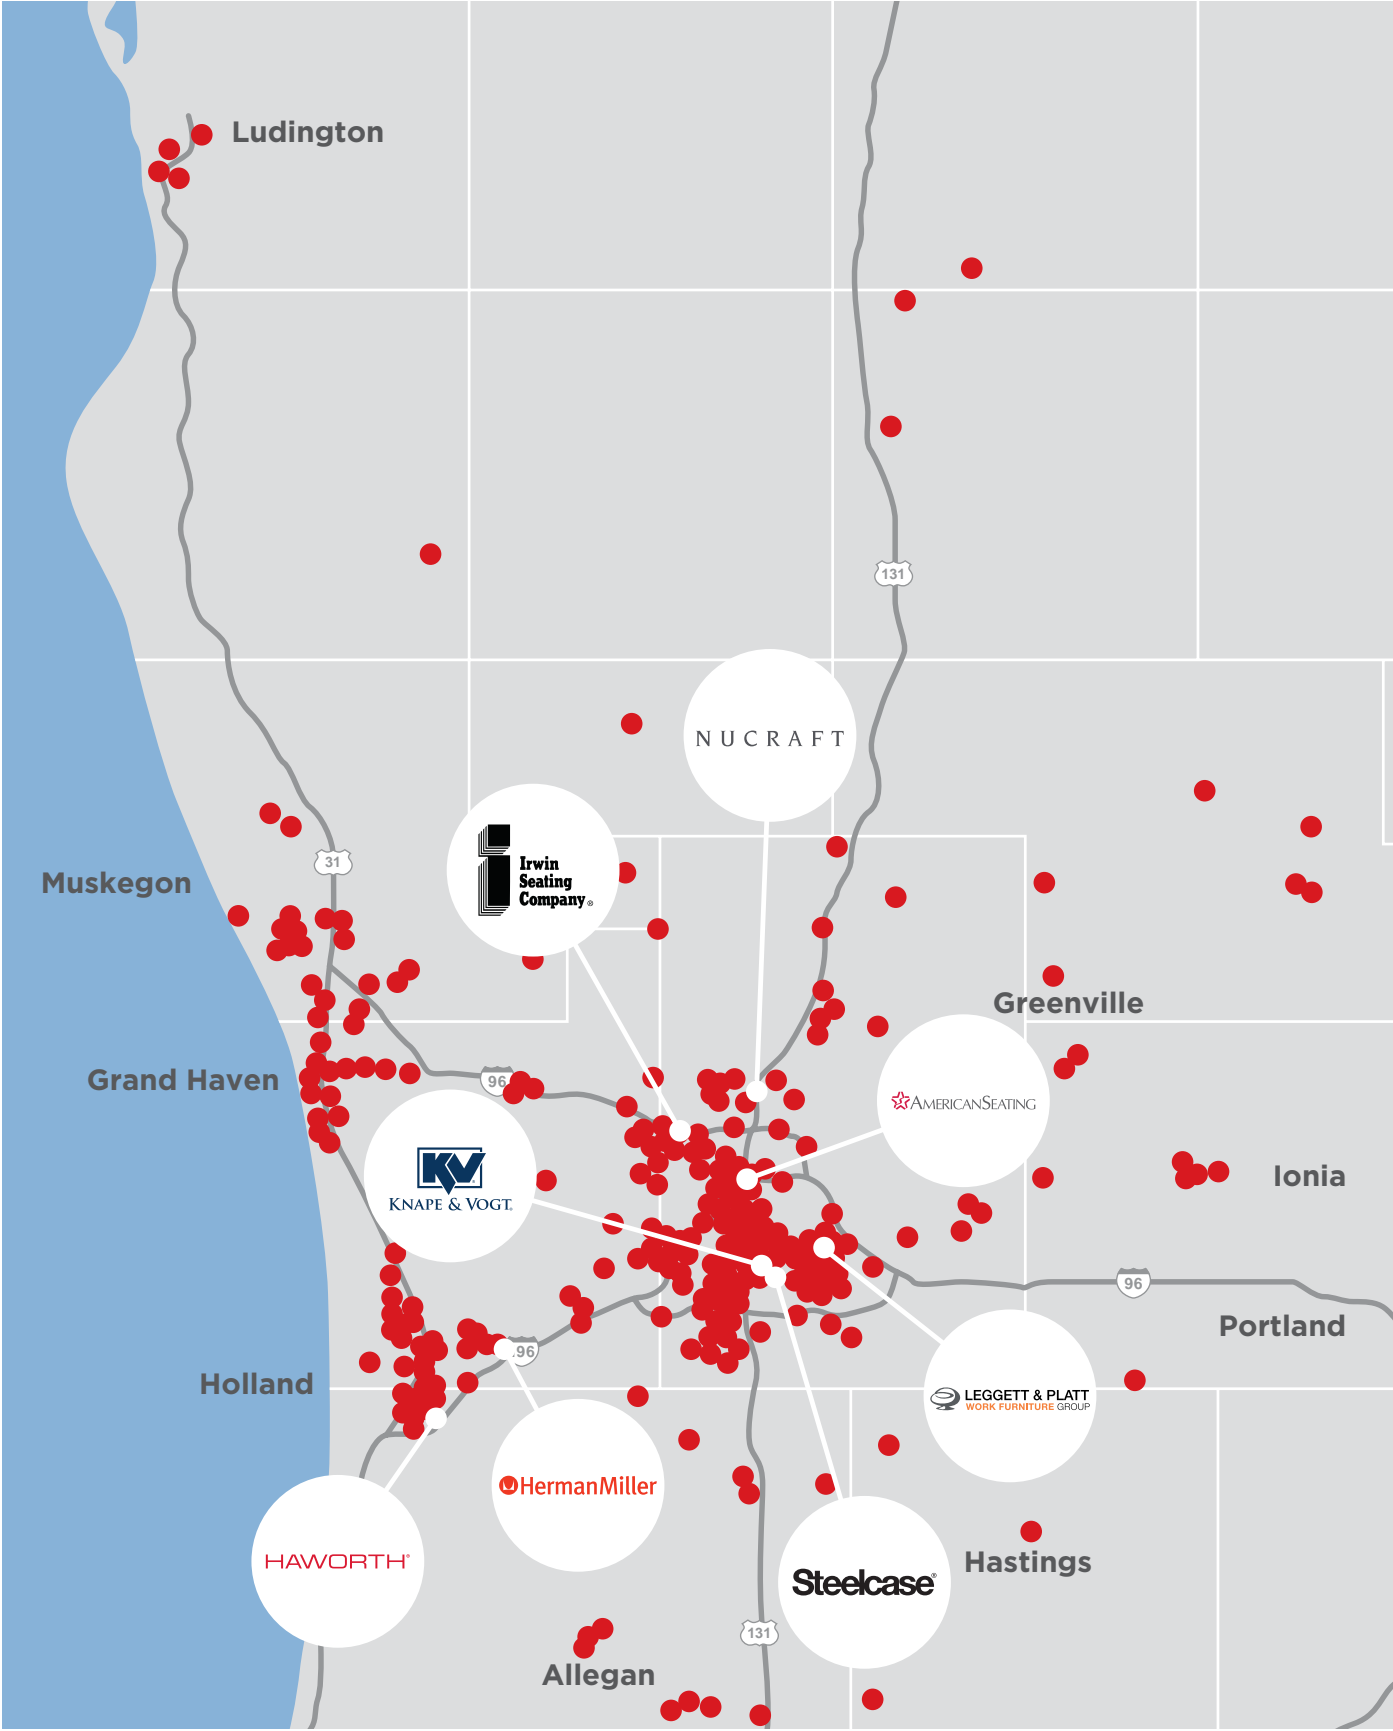 Ludington
131
NUCRAFT
Irwin
Seating
Company®
31
Muskegon
Greenville
Grand Haven
96
AMERICANSEATING
KV
KNAPE & VOGT.
Ionia
96
Portland
196
Holland
LEGGETT & PLATT
WORK FURNITURE GROUP
HermanMiller
HAWORTH®
Steelcase®
Hastings
131
Allegan